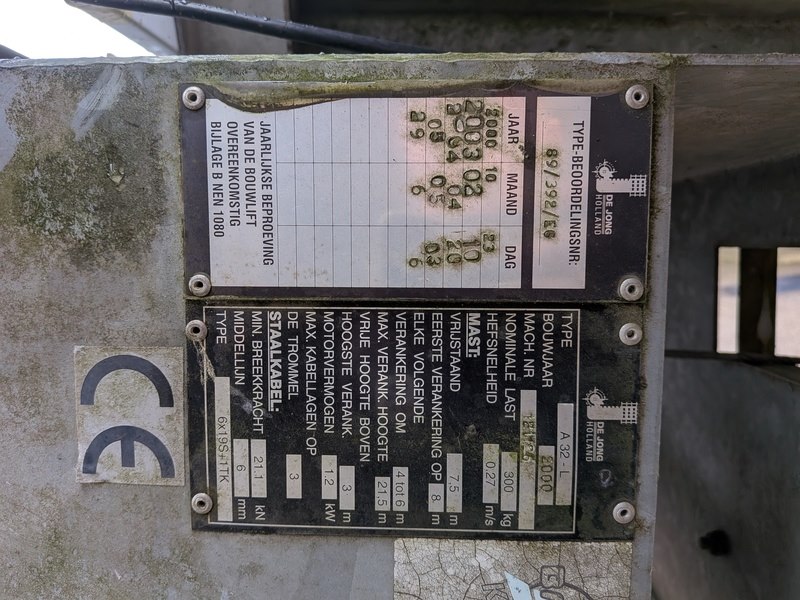 DE JONG
HOLLAND
TYPE-BEOORDELINGSNR:
89/392/EG
JAAR MAAND DAG
2000 10 23
2003 02 10
04 04 20
05 05 03
29 6 6
JAARLIJKSE BEPROEVING
VAN DE BOUWLIFT
OVEREENKOMSTIG
BIJLAGE B NEN 1080
DE JONG
HOLLAND
TYPE A 32 - L
BOUWJAAR 2000
MACH. NR.
NOMINALE LAST 300 kg
HEFSNELHEID 0.27 m/s
MAST:
VRIJSTAAND 7,5 m
EERSTE VERANKERING OP 8 m
ELKE VOLGENDE
VERANKERING OM 4 tot 6 m
MAX. VERANK. HOOGTE 21.5 m
VRIJE HOOGTE BOVEN
HOOGSTE VERANK. 3 m
MOTORVERMOGEN 1.2 kW
MAX. KABELLAGEN OP
DE TROMMEL 3
STAALKABEL:
MIN. BREEKKRACHT 21.1 kN
MIDDELLIJN 6 mm
TYPE 6x19S+1TK
CE